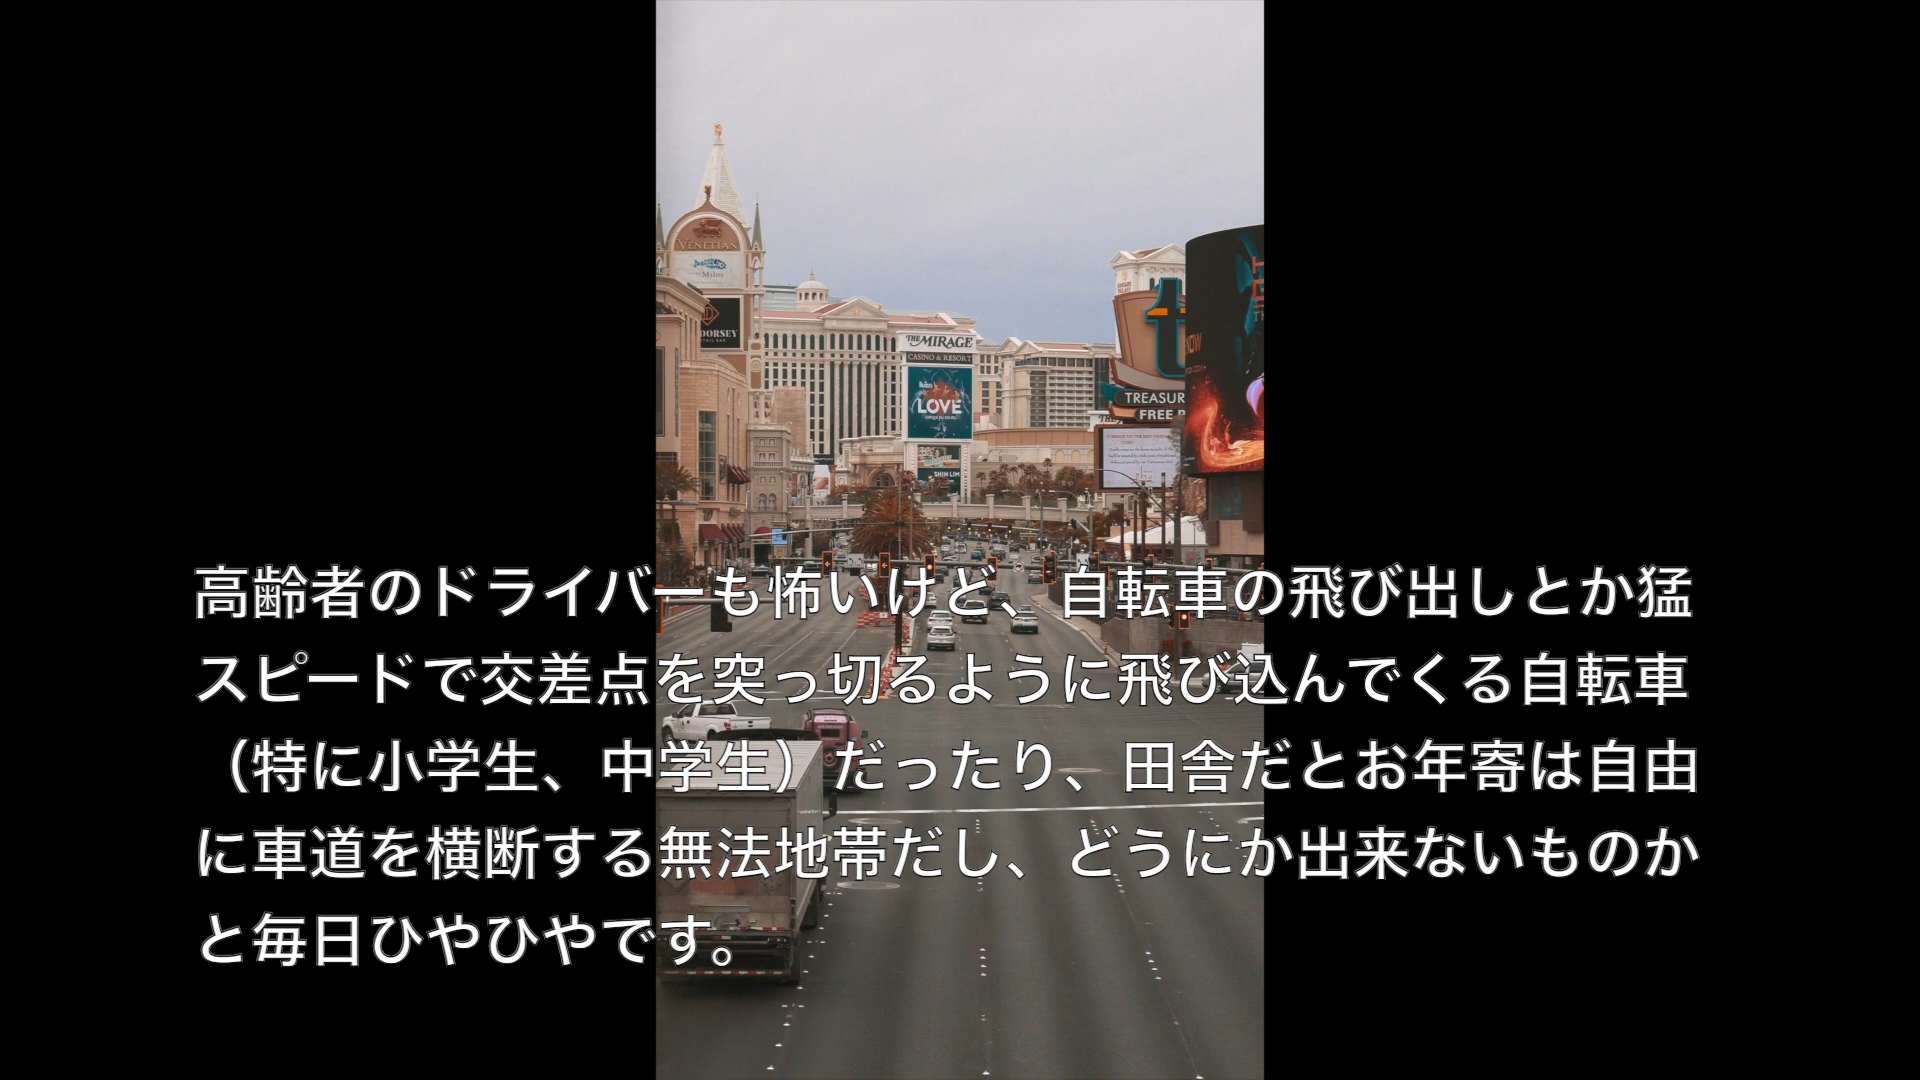 VENETIAN
Milos
DORSEY
THE MIRAGE
CASINO & RESORT
LOVE
SHIN LIM
t
TREASUR
FREE P
高齢者のドライバーも怖いけど、自転車の飛び出しとか猛
スピードで交差点を突っ切るように飛び込んでくる自転車
（特に小学生、中学生）だったり、田舎だとお年寄は自由
に車道を横断する無法地帯だし、どうにか出来ないものか
と毎日ひやひやです。